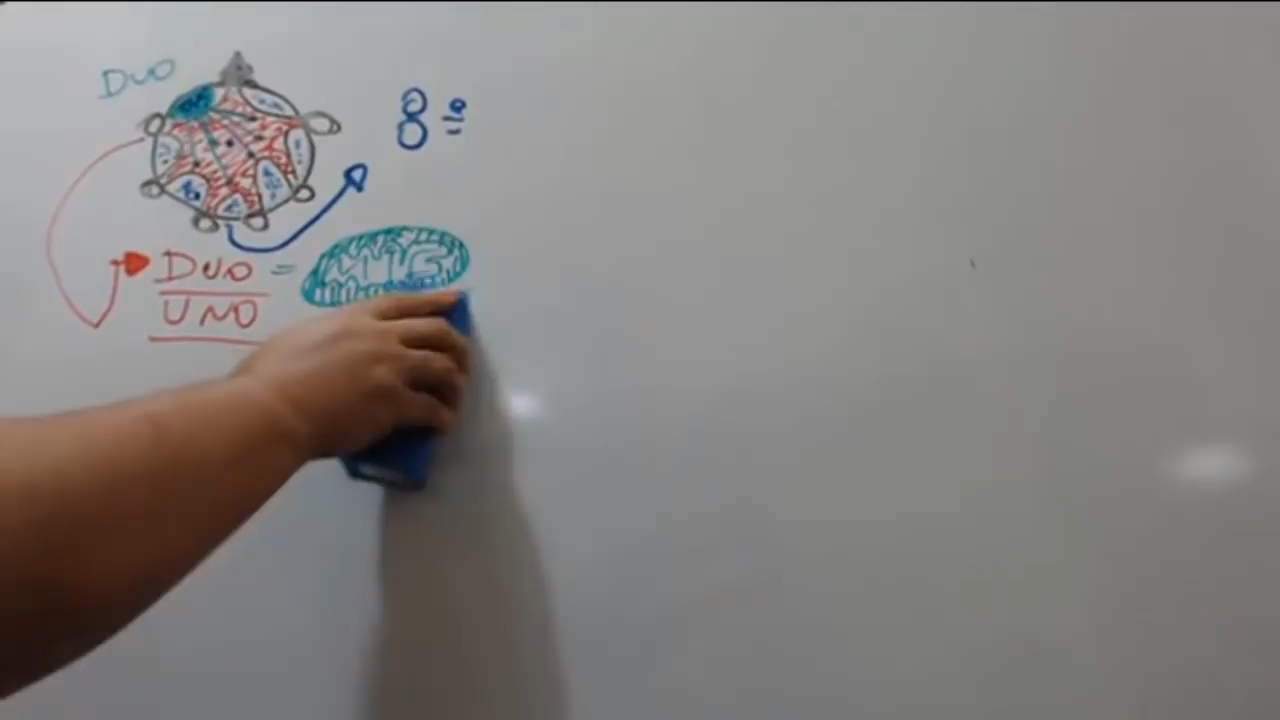 DUO
8 =
DUO =
UNO